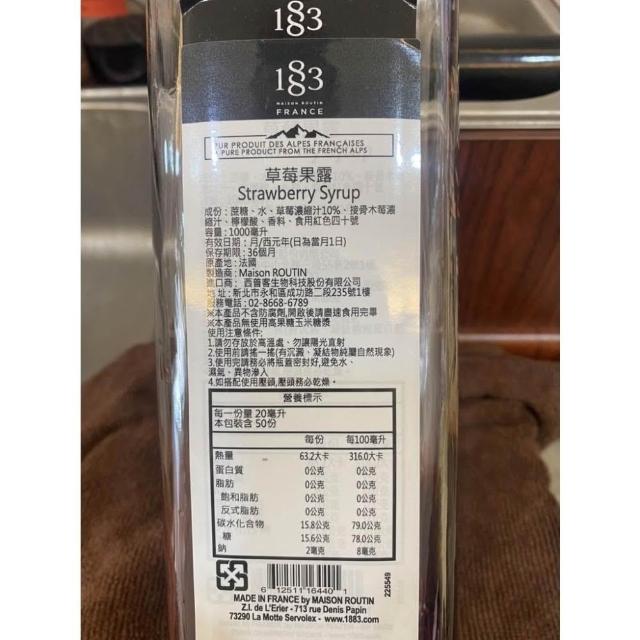 1883
1883
MAISON ROUTIN
FRANCE
PUR PRODUIT DES ALPES FRANÇAISES
A PURE PRODUCT FROM THE FRENCH ALPS
草莓果露
Strawberry Syrup
成份：蔗糖、水、草莓濃縮汁10%、接骨木莓濃
縮汁、檸檬酸、香料、食用紅色四十號
容量：1000毫升
有效日期：月/西元年(日為當月1日)
保存期限：36個月
原產地：法國
製造商：Maison ROUTIN
進口商： 西普客生物科技股份有限公司
地 址：新北市永和區成功路二段235號1樓
電話：02-8668-6789
※本產品不含防腐劑,開啟後請盡速食用完畢
※本產品無使用高果糖玉米糖漿
使用注意條件:
1.請勿存放於高溫處、勿讓陽光直射
2.使用前請搖一搖(有沉澱、凝結物純屬自然現象)
3.使用完請務必將瓶蓋密封好,避免水、
濕氣、異物滲入
4.如搭配使用壓頭,壓頭務必乾燥。
營養標示
每一份量 20毫升
本包裝含 50份
每份 每100毫升
熱量 63.2大卡 316.0大卡
蛋白質 0公克 0公克
脂肪 0公克 0公克
飽和脂肪 0公克 0公克
反式脂肪 0公克 0公克
碳水化合物 15.8公克 79.0公克
糖 15.6公克 78.0公克
鈉 2毫克 8毫克
6 12511 16440 1
225549
MADE IN FRANCE by MAISON ROUTIN
Z.I. de L'Erier - 713 rue Denis Papin
73290 La Motte Servolex - www.1883.com